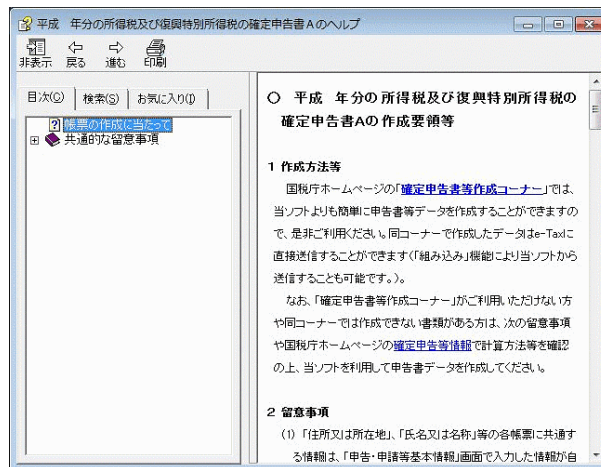 平成　年分の所得税及び復興特別所得税の確定申告書Aのヘルプ
非表示 戻る 進む 印刷
目次(C) 検索(S) お気に入り(I)
帳票の作成に当たって
共通的な留意事項
○ 平成　年分の所得税及び復興特別所得税の
確定申告書Aの作成要領等
1 作成方法等
国税庁ホームページの「確定申告書等作成コーナー」では、
当ソフトよりも簡単に申告書等データを作成することができますの
で、是非ご利用ください。同コーナーで作成したデータはe-Taxに
直接送信することができます(「組み込み」機能により当ソフトから
送信することも可能です。)。
なお、「確定申告書等作成コーナー」がご利用いただけない方
や同コーナーでは作成できない書類がある方は、次の留意事項
や国税庁ホームページの確定申告等情報で計算方法等を確認
の上、当ソフトを利用して申告書データを作成してください。
2 留意事項
(1) 「住所又は所在地」、「氏名又は名称」等の各帳票に共通す
る情報は、「申告・申請等基本情報」画面で入力した情報が自